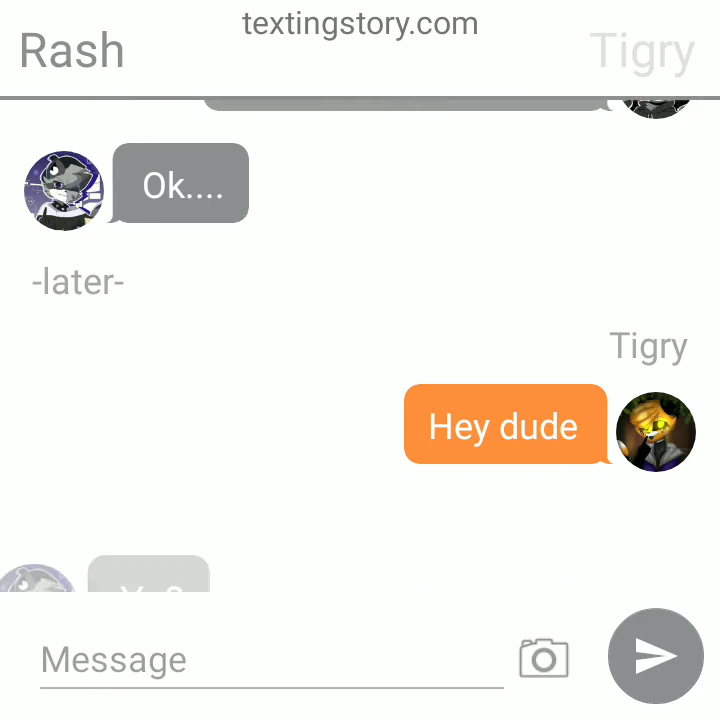 textingstory.com
Rash
Tigry
Ok....
-later-
Tigry
Hey dude
Message